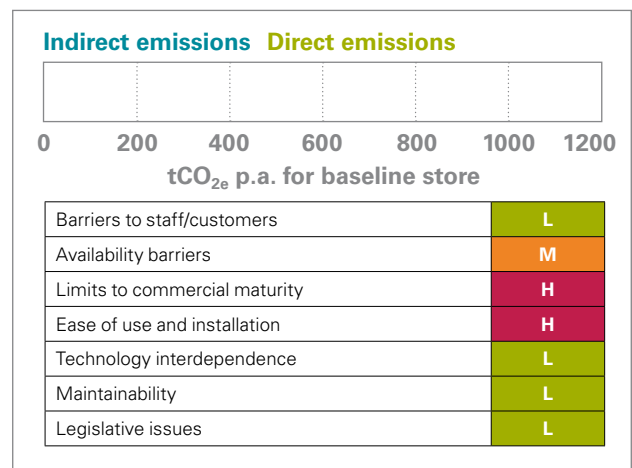 Indirect emissions Direct emissions
0 200 400 600 800 1000 1200
tCO2e p.a. for baseline store
Barriers to staff/customers L
Availability barriers M
Limits to commercial maturity H
Ease of use and installation H
Technology interdependence L
Maintainability L
Legislative issues L